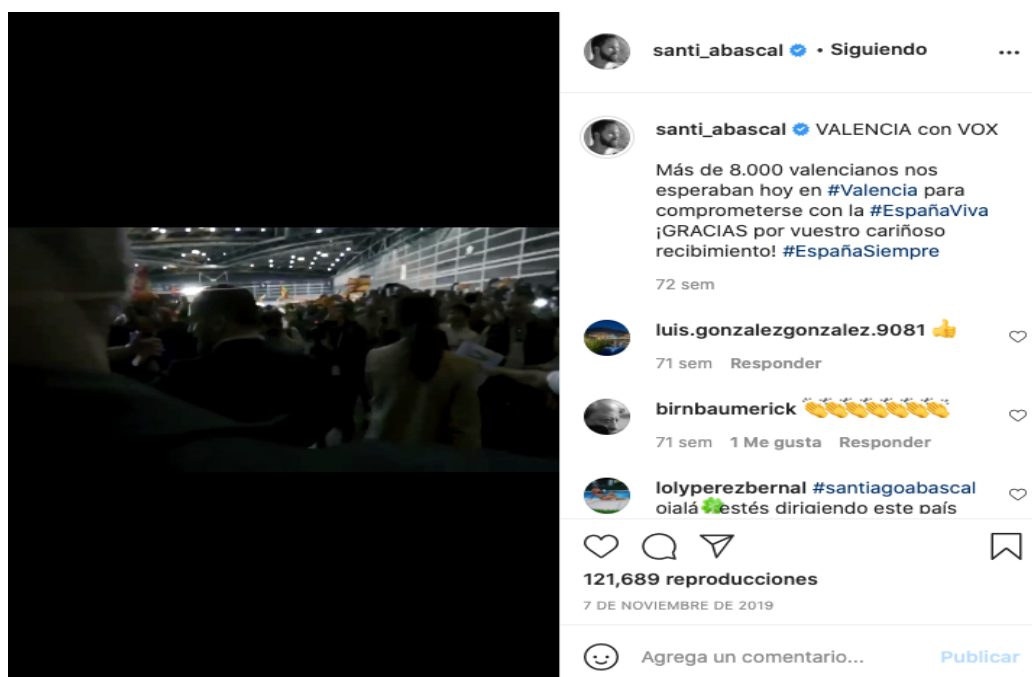 santi_abascal • Siguiendo
santi_abascal VALENCIA con VOX
Más de 8.000 valencianos nos
esperaban hoy en #Valencia para
comprometerse con la #EspañaViva
¡GRACIAS por vuestro cariñoso
recibimiento! #EspañaSiempre
72 sem
luis.gonzalezgonzalez.9081 👍
71 sem Responder
birnbaumerick 👏👏👏👏👏👏👏
71 sem 1 Me gusta Responder
lolyperezbernal #santiagoabascal
ojalá🍀estés dirigiendo este país
121,689 reproducciones
7 DE NOVIEMBRE DE 2019
Agrega un comentario... Publicar